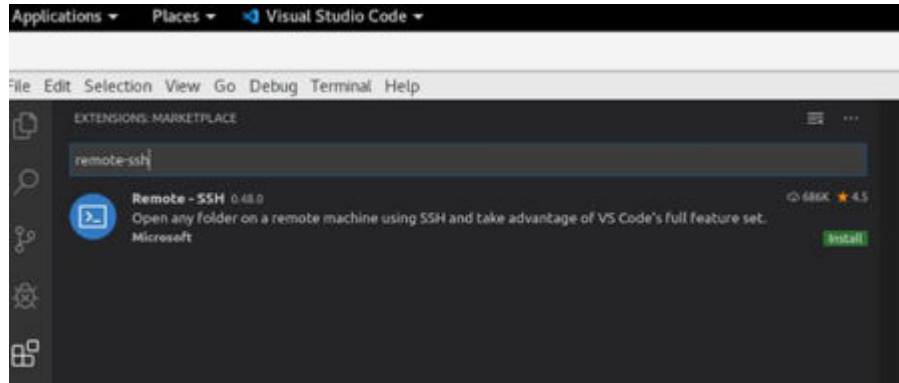 Applications Places Visual Studio Code
File Edit Selection View Go Debug Terminal Help
EXTENSIONS: MARKETPLACE
remote-ssh
Remote - SSH 0.48.0 686K 4.5
Open any folder on a remote machine using SSH and take advantage of VS Code's full feature set.
Microsoft Install